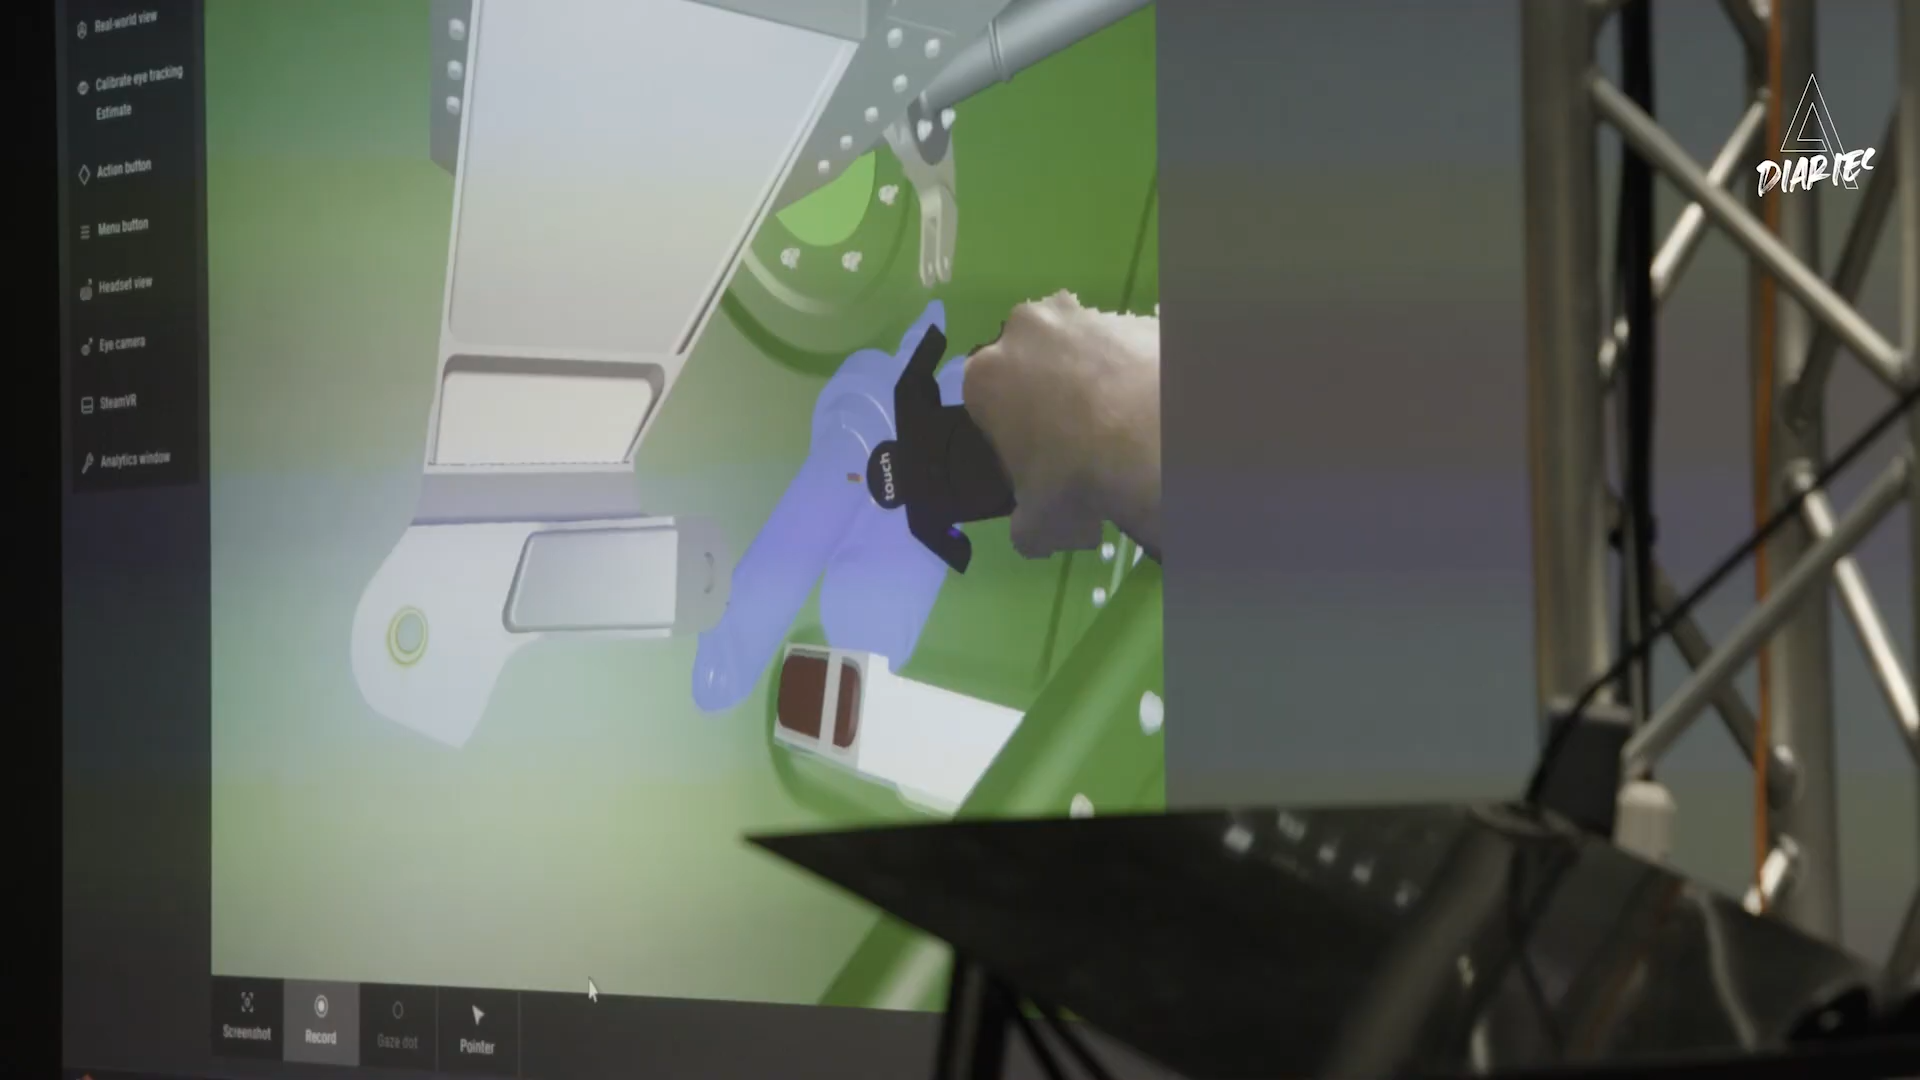 Real-world view
Calibrate eye tracking
Estimate
Action button
Menu button
Headset view
Eye camera
SteamVR
Analytics window
touch
Screenshot
Record
Gaze dot
Pointer
DIARTEC